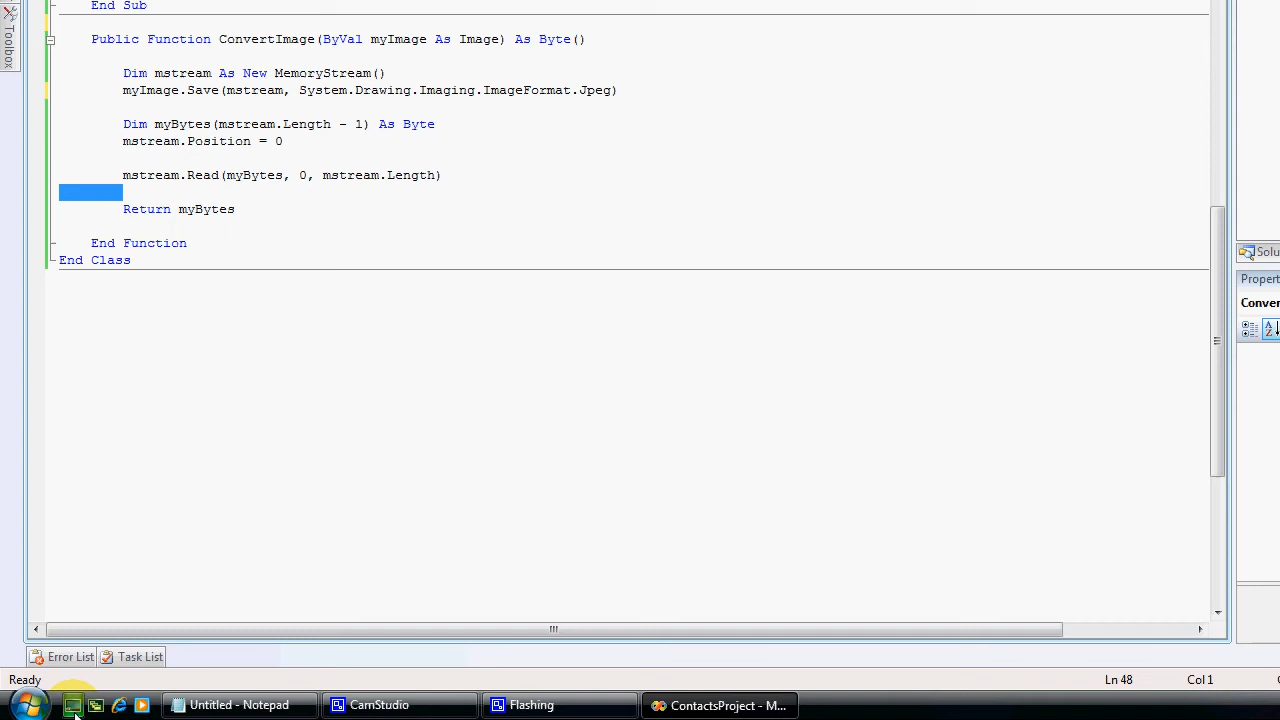 End Sub
Toolbox
Public Function ConvertImage(ByVal myImage As Image) As Byte()
Dim mstream As New MemoryStream()
myImage.Save(mstream, System.Drawing.Imaging.ImageFormat.Jpeg)
Dim myBytes(mstream.Length - 1) As Byte
mstream.Position = 0
mstream.Read(myBytes, 0, mstream.Length)
Return myBytes
End Function
End Class
Solu
Propert
Conver
Error List Task List
Ready Ln 48 Col 1
Untitled - Notepad CamStudio Flashing ContactsProject - M...